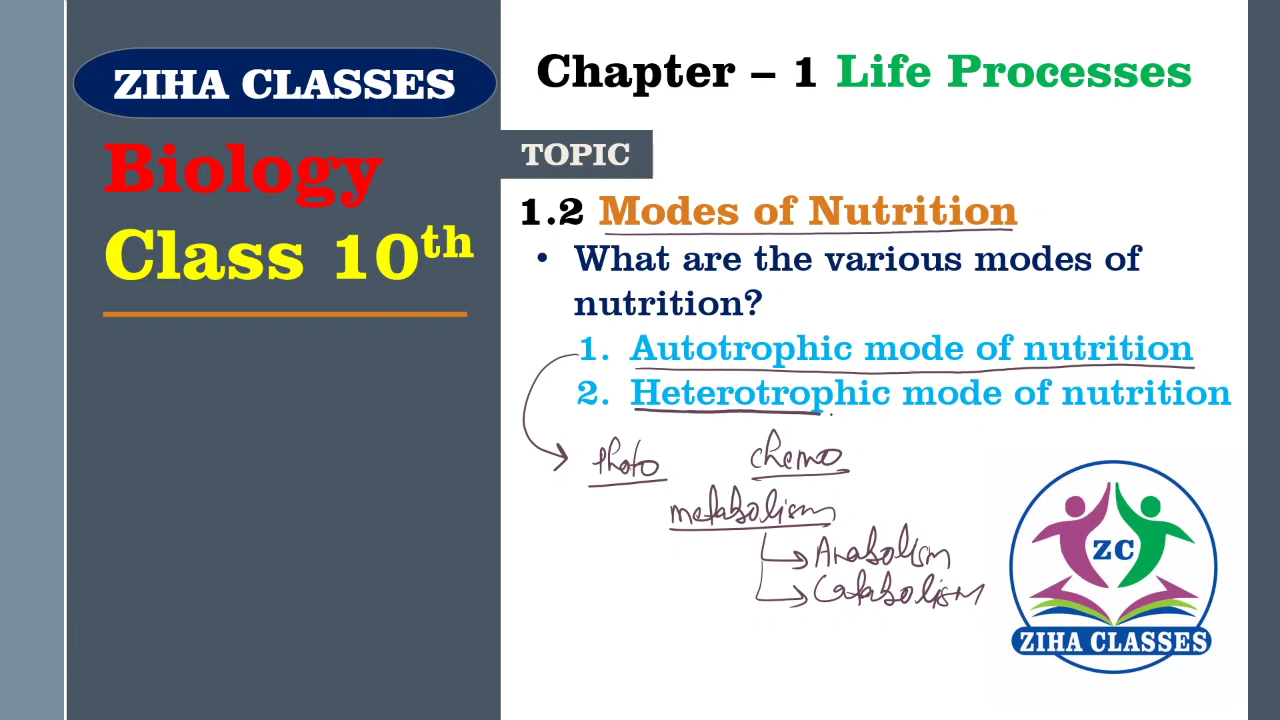 ZIHA CLASSES
Biology
Class 10th
Chapter – 1 Life Processes
TOPIC
1.2 Modes of Nutrition
• What are the various modes of
nutrition?
1. Autotrophic mode of nutrition
2. Heterotrophic mode of nutrition
Photo chemo
metabolism
Anabolism
Catabolism
ZC
ZIHA CLASSES